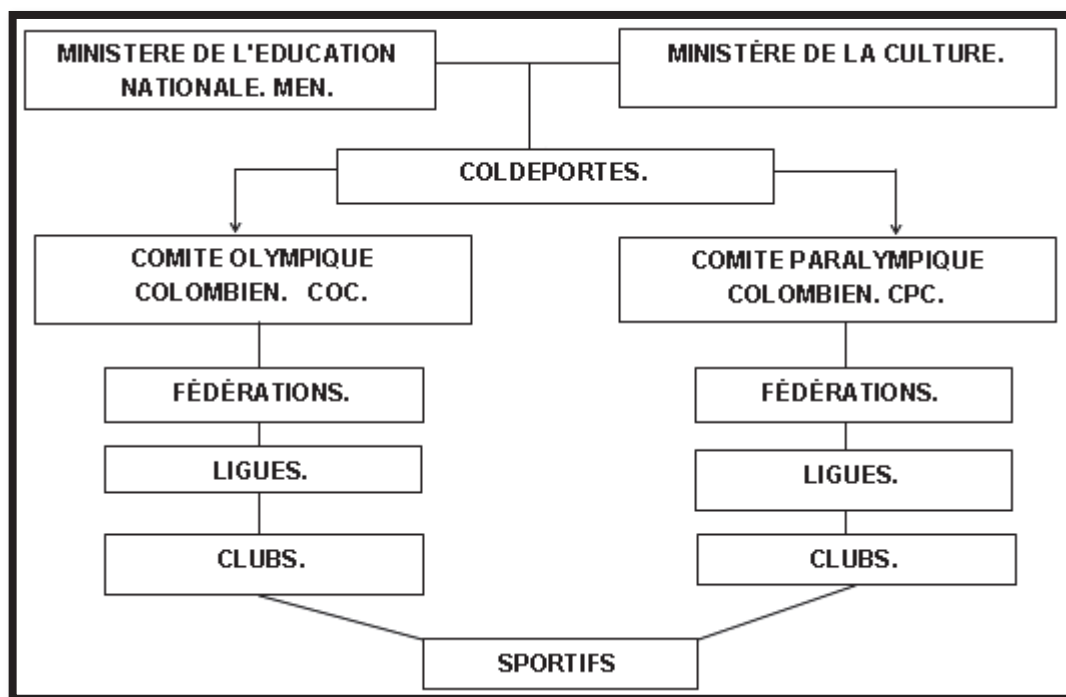 MINISTERE DE L'EDUCATION
NATIONALE. MEN.
MINISTÈRE DE LA CULTURE.
COLDEPORTES.
COMITE OLYMPIQUE
COLOMBIEN. COC.
COMITE PARALYMPIQUE
COLOMBIEN. CPC.
FÉDÉRATIONS.
FÉDÉRATIONS.
LIGUES.
LIGUES.
CLUBS.
CLUBS.
SPORTIFS